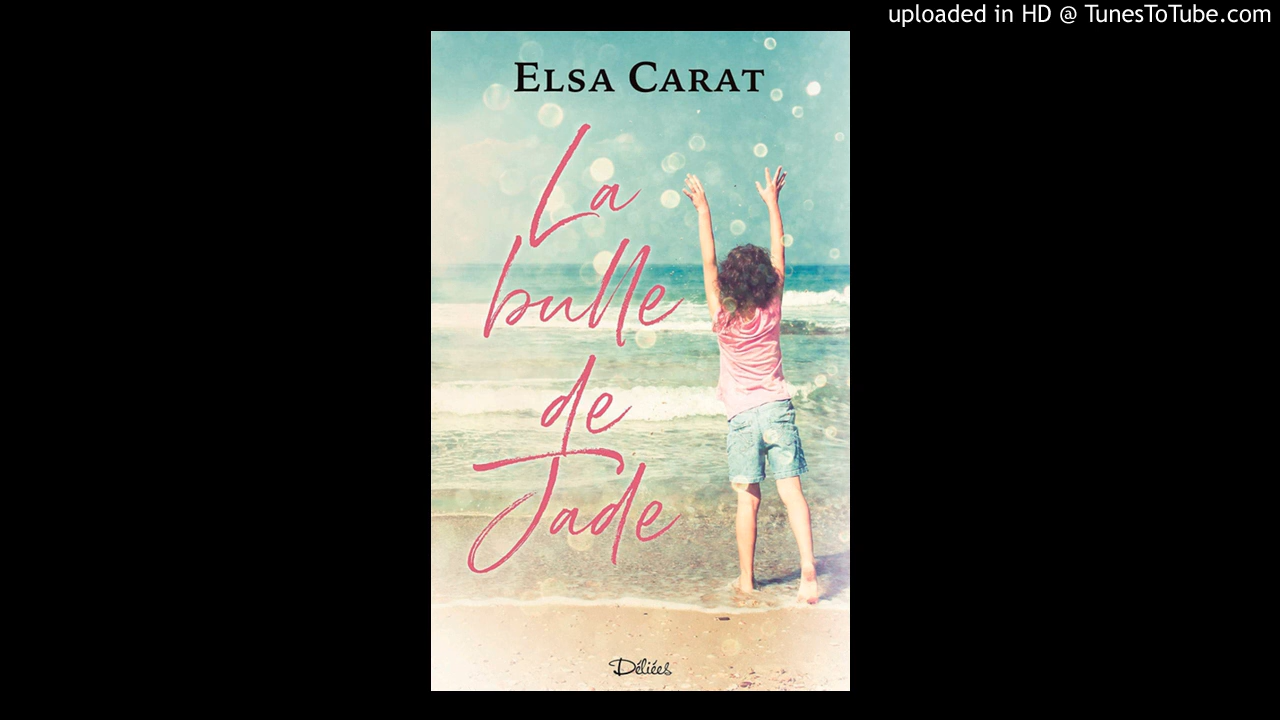 uploaded in HD @ TunesToTube.com
ELSA CARAT
La
bulle
de
Jade
Déliées